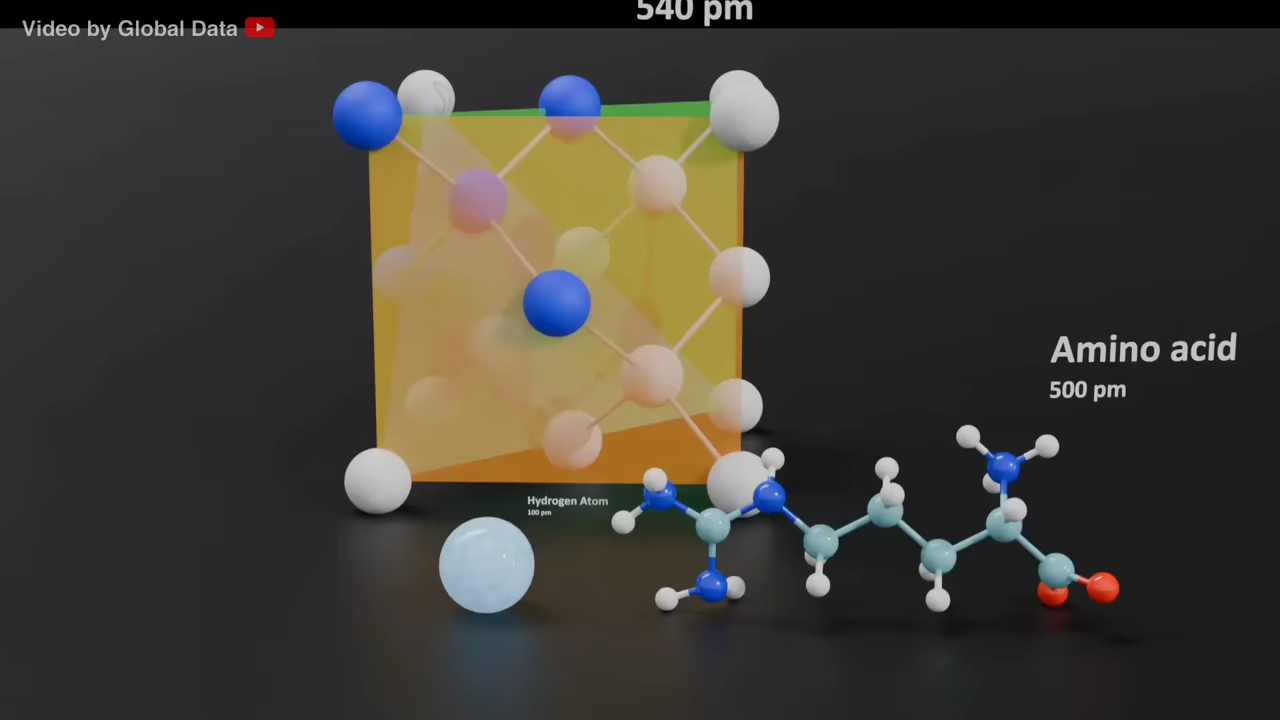 540 pm
Video by Global Data
Amino acid
500 pm
Hydrogen Atom
100 pm